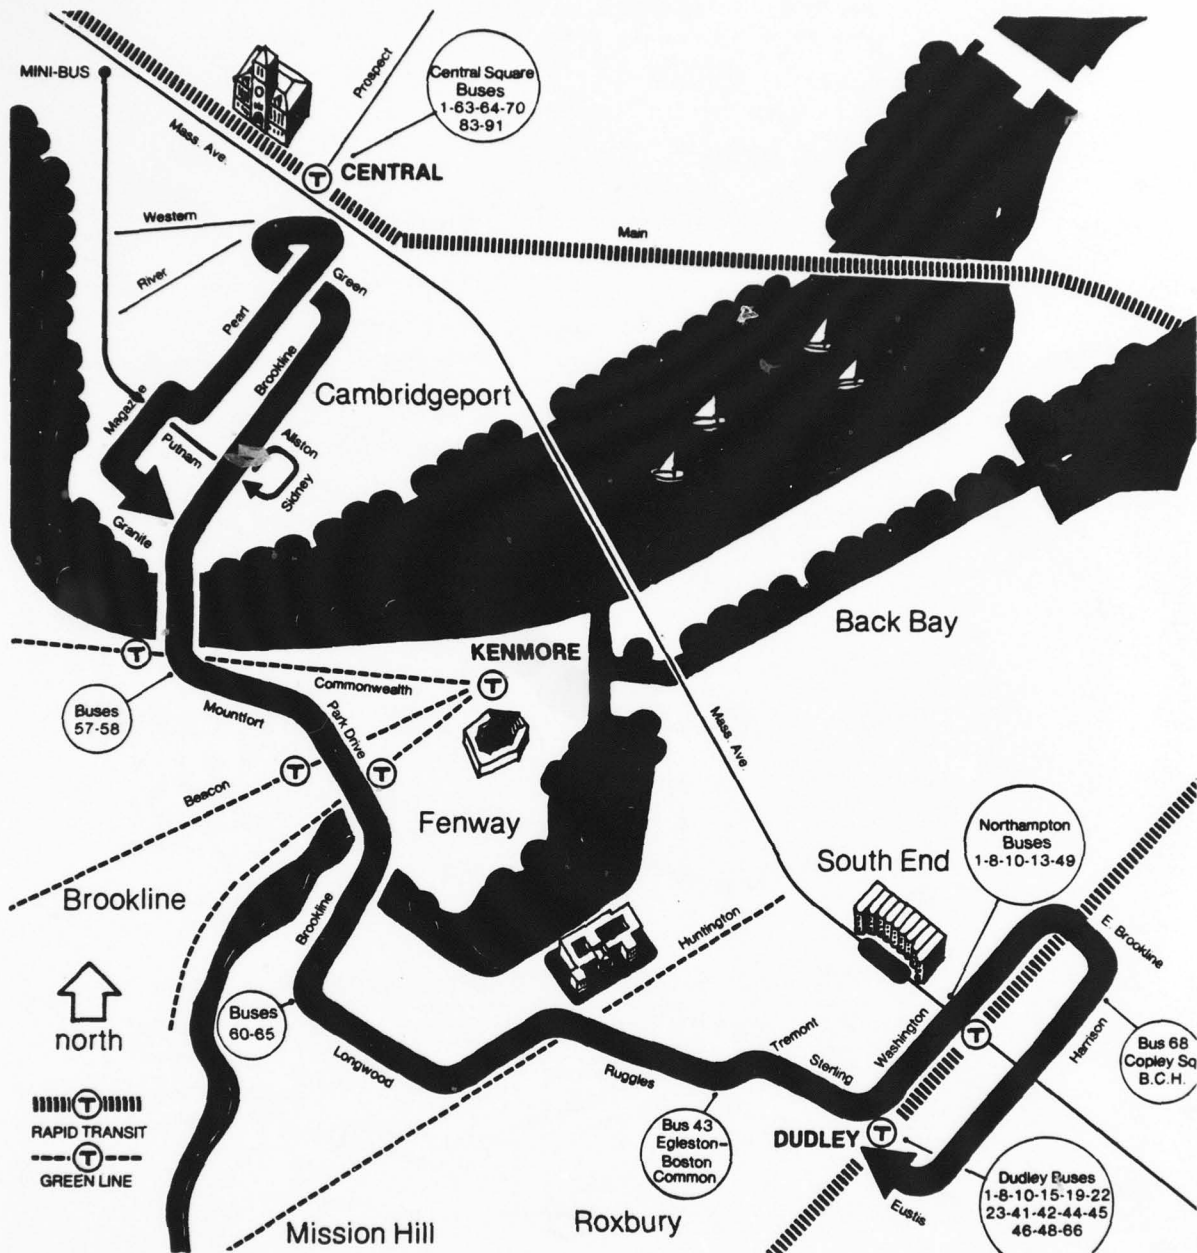 MINI-BUS
Prospect
Central Square
Buses
1-63-64-70
83-91
Mass. Ave.
T
CENTRAL
Western
Main
River
Green
Pearl
Brookline
Magazine
Cambridgeport
Putnam
Allston
Sidney
Granite
Back Bay
T
KENMORE
T
Commonwealth
Buses
57-58
Mountfort
Park Drive
Mass. Ave.
T
T
Beacon
Fenway
Northampton
Buses
1-8-10-13-49
South End
Brookline
Brookline
Huntington
E. Brookline
north
Buses
60-65
Longwood
Ruggles
Tremont
Sterling
Washington
T
Harrison
Bus 68
Copley Sq
B.C.H.
T
RAPID TRANSIT
T
GREEN LINE
Bus 43
Egleston-
Boston
Common
DUDLEY
T
Dudley Buses
1-8-10-15-19-22
23-41-42-44-45
46-48-66
Eustis
Mission Hill
Roxbury